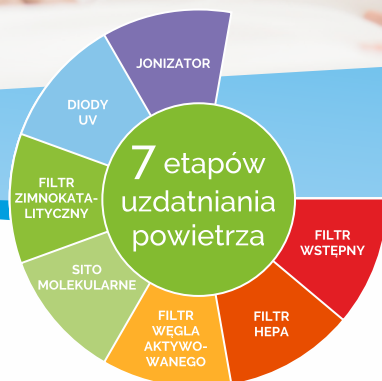 7 etapów
uzdatniania
powietrza
FILTR
WSTĘPNY
FILTR
HEPA
FILTR
WĘGLA
AKTYWO-
WANEGO
SITO
MOLEKULARNE
FILTR
ZIMNOKATA-
LITYCZNY
DIODY
UV
JONIZATOR